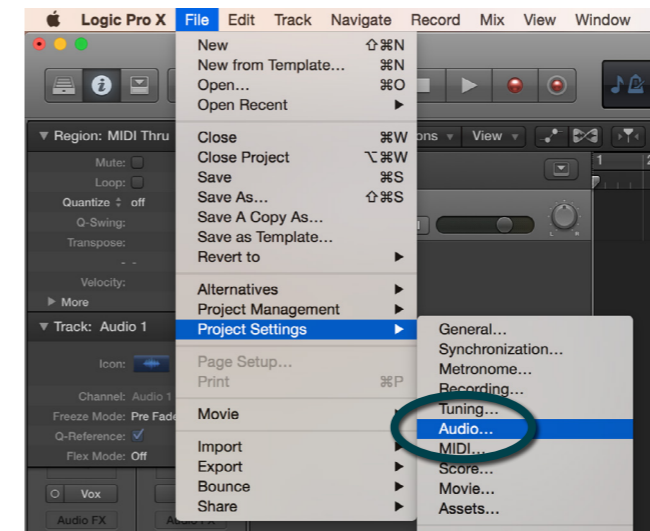 Logic Pro X File Edit Track Navigate Record Mix View Window
New ⇧⌘N
New from Template... ⌘N
Open... ⌘O
Open Recent ▶
Close ⌘W
Close Project ⌥⌘W
Save ⌘S
Save As... ⇧⌘S
Save A Copy As...
Save as Template...
Revert to ▶
Alternatives ▶
Project Management ▶
Project Settings ▶
Page Setup...
Print ⌘P
Movie
Import ▶
Export ▶
Bounce ▶
Share ▶
General...
Synchronization...
Metronome...
Recording...
Tuning...
Audio...
MIDI...
Score...
Movie...
Assets...
View
1
Region: MIDI Thru
Mute:
Loop:
Quantize off
Q-Swing:
Transpose:
- -
Velocity:
More
Track: Audio 1
Icon:
Channel: Audio 1
Freeze Mode: Pre Fade
Q-Reference:
Flex Mode: Off
Vox
Audio FX